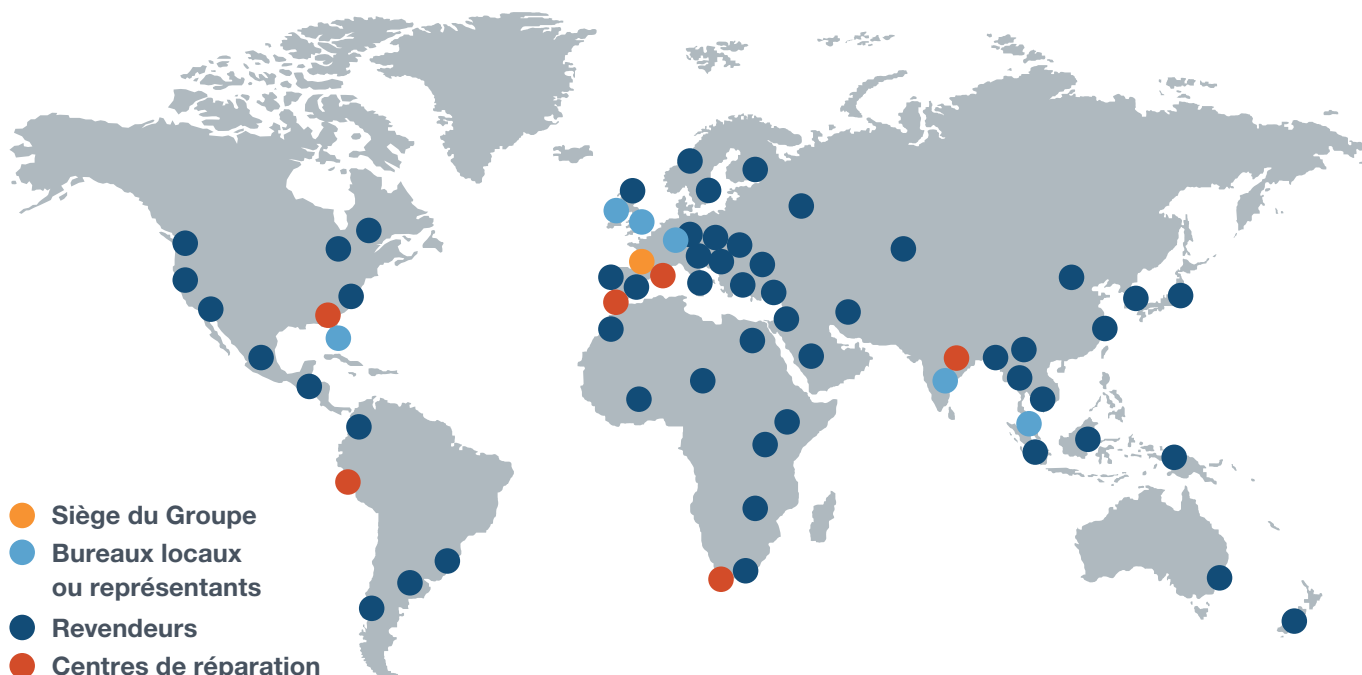 Siège du Groupe
Bureaux locaux
ou représentants
Revendeurs
Centres de réparation